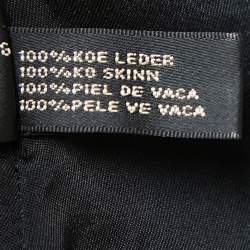 S
100%KOE LEDER
100%KO SKINN
100%PIEL DE VACA
100%PELE VE VACA